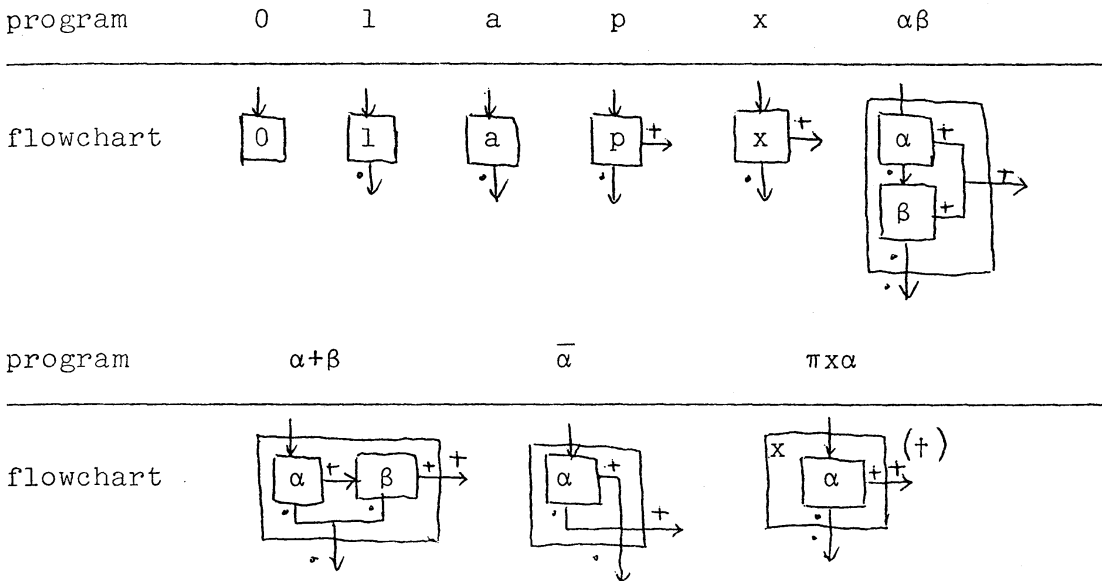 program 0 1 a p x αβ
flowchart 0 1 a p + x + α + β + +
program α+β ᾱ πxα
flowchart α + β + + α + + x α + + (†)